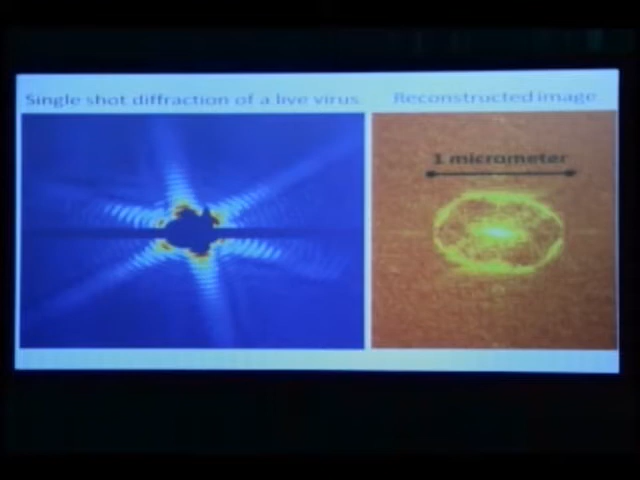 Single shot diffraction of a live virus.
Reconstructed image
1 micrometer